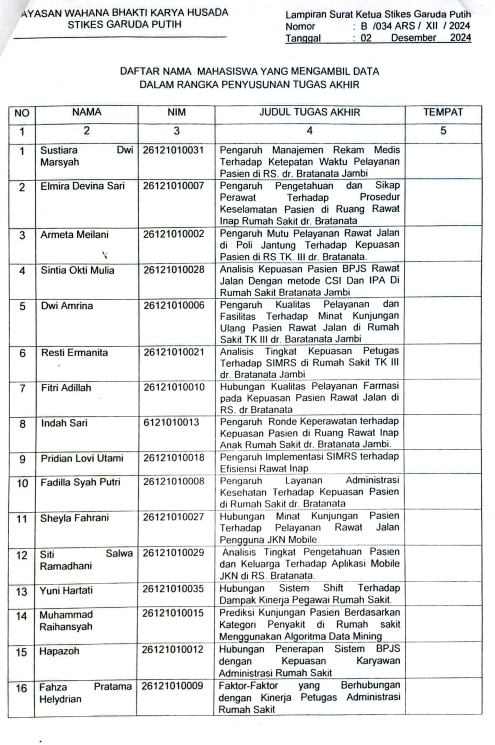 AYASAN WAHANA BHAKTI KARYA HUSADA
STIKES GARUDA PUTIH
Lampiran Surat Ketua Stikes Garuda Putih
Nomor : B /034 ARS / XII / 2024
Tanggal : 02 Desember 2024
DAFTAR NAMA MAHASISWA YANG MENGAMBIL DATA
DALAM RANGKA PENYUSUNAN TUGAS AKHIR
NO NAMA NIM JUDUL TUGAS AKHIR TEMPAT
1 2 3 4 5
1 Sustiara Dwi 26121010031 Pengaruh Manajemen Rekam Medis
Marsyah Terhadap Ketepatan Waktu Pelayanan
Pasien di RS. dr. Bratanata Jambi
2 Elmira Devina Sari 26121010007 Pengaruh Pengetahuan dan Sikap
Perawat Terhadap Prosedur
Keselamatan Pasien di Ruang Rawat
Inap Rumah Sakit dr. Bratanata
3 Armeta Meilani 26121010002 Pengaruh Mutu Pelayanan Rawat Jalan
di Poli Jantung Terhadap Kepuasan
Pasien di RS TK. III dr. Bratanata.
4 Sintia Okti Mulia 26121010028 Analisis Kepuasan Pasien BPJS Rawat
Jalan Dengan metode CSI Dan IPA Di
Rumah Sakit Bratanata Jambi
5 Dwi Amrina 26121010006 Pengaruh Kualitas Pelayanan dan
Fasilitas Terhadap Minat Kunjungan
Ulang Pasien Rawat Jalan di Rumah
Sakit TK III dr. Baratanata Jambi
6 Resti Ermanita 26121010021 Analisis Tingkat Kepuasan Petugas
Terhadap SIMRS di Rumah Sakit TK III
dr. Bratanata Jambi
7 Fitri Adillah 26121010010 Hubungan Kualitas Pelayanan Farmasi
pada Kepuasan Pasien Rawat Jalan di
RS. dr.Bratanata
8 Indah Sari 6121010013 Pengaruh Ronde Keperawatan terhadap
Kepuasan Pasien di Ruang Rawat Inap
Anak Rumah Sakit dr. Bratanata Jambi.
9 Pridian Lovi Utami 26121010018 Pengaruh Implementasi SIMRS terhadap
Efisiensi Rawat Inap
10 Fadilla Syah Putri 26121010008 Pengaruh Layanan Administrasi
Kesehatan Terhadap Kepuasan Pasien
di Rumah Sakit dr. Bratanata
11 Sheyla Fahrani 26121010027 Hubungan Minat Kunjungan Pasien
Terhadap Pelayanan Rawat Jalan
Pengguna JKN Mobile
12 Siti Salwa 26121010029 Analisis Tingkat Pengetahuan Pasien
Ramadhani dan Keluarga Terhadap Aplikasi Mobile
JKN di RS. Bratanata.
13 Yuni Hartati 26121010035 Hubungan Sistem Shift Terhadap
Dampak Kinerja Pegawai Rumah Sakit.
14 Muhammad 26121010015 Prediksi Kunjungan Pasien Berdasarkan
Raihansyah Kategori Penyakit di Rumah sakit
Menggunakan Algoritma Data Mining
15 Hapazoh 26121010012 Hubungan Penerapan Sistem BPJS
dengan Kepuasan Karyawan
Administrasi Rumah Sakit
16 Fahza Pratama 26121010009 Faktor-Faktor yang Berhubungan
Helydrian dengan Kinerja Petugas Administrasi
Rumah Sakit